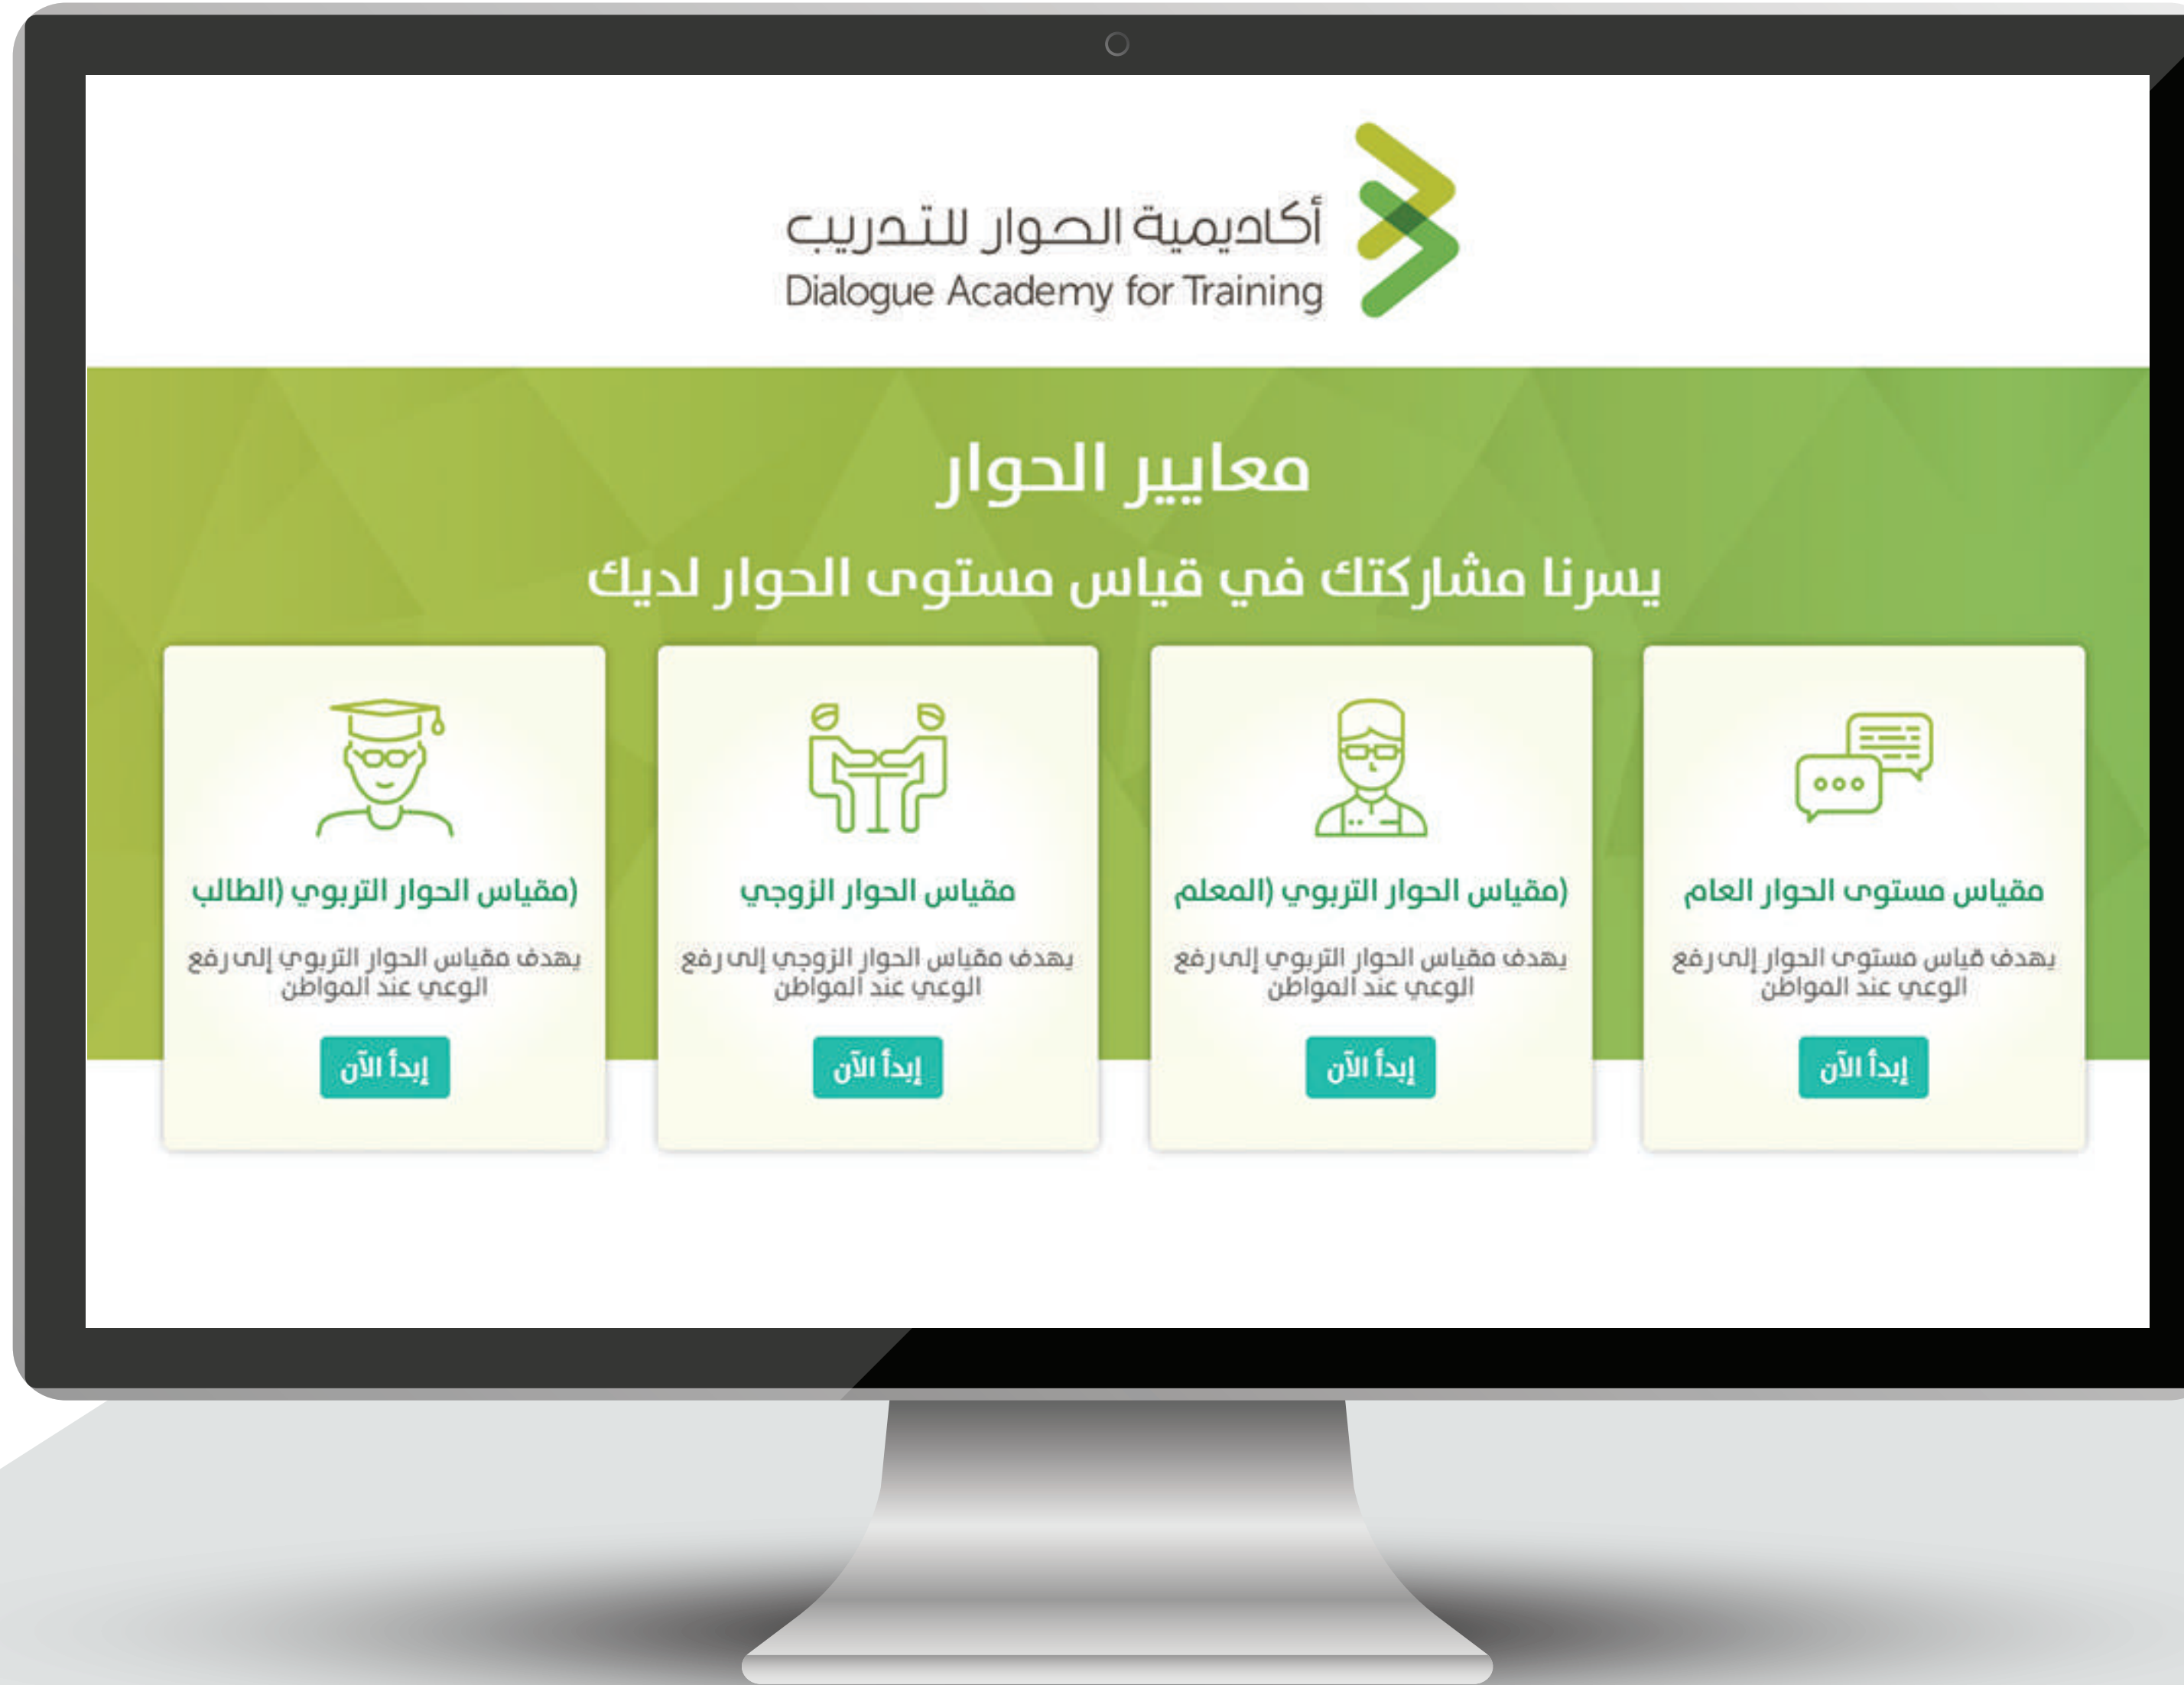 أكاديمية الحوار للتدريب
Dialogue Academy for Training
معايير الحوار
يسرنا مشاركتك في قياس مستوى الحوار لديك
مقياس مستوى الحوار العام
يهدف قياس مستوى الحوار إلى رفع
الوعي عند المواطن
إبدأ الآن
(مقياس الحوار التربوي (المعلم
يهدف مقياس الحوار التربوي إلى رفع
الوعي عند المواطن
إبدأ الآن
مقياس الحوار الزوجي
يهدف مقياس الحوار الزوجي إلى رفع
الوعي عند المواطن
إبدأ الآن
(مقياس الحوار التربوي (الطالب
يهدف مقياس الحوار التربوي إلى رفع
الوعي عند المواطن
إبدأ الآن